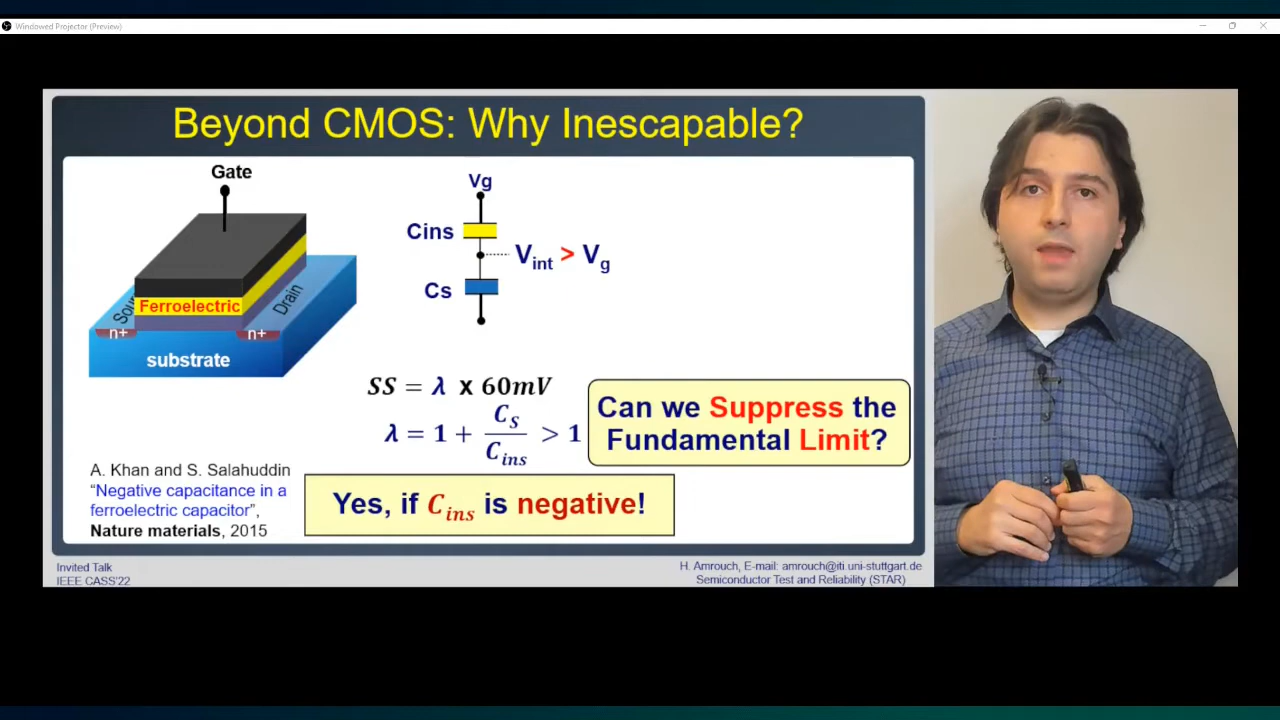 Windowed Projector (Preview)
Beyond CMOS: Why Inescapable?
Gate
Ferroelectric
Drain
n+
n+
substrate
Vg
Cins
Vint > Vg
Cs
SS = λ x 60mV
λ = 1 + CS/Cins > 1
Can we Suppress the
Fundamental Limit?
A. Khan and S. Salahuddin
“Negative capacitance in a
ferroelectric capacitor”,
Nature materials, 2015
Yes, if Cins is negative!
Invited Talk
IEEE CASS'22
H. Amrouch, E-mail: amrouch@iti.uni-stuttgart.de
Semiconductor Test and Reliability (STAR)